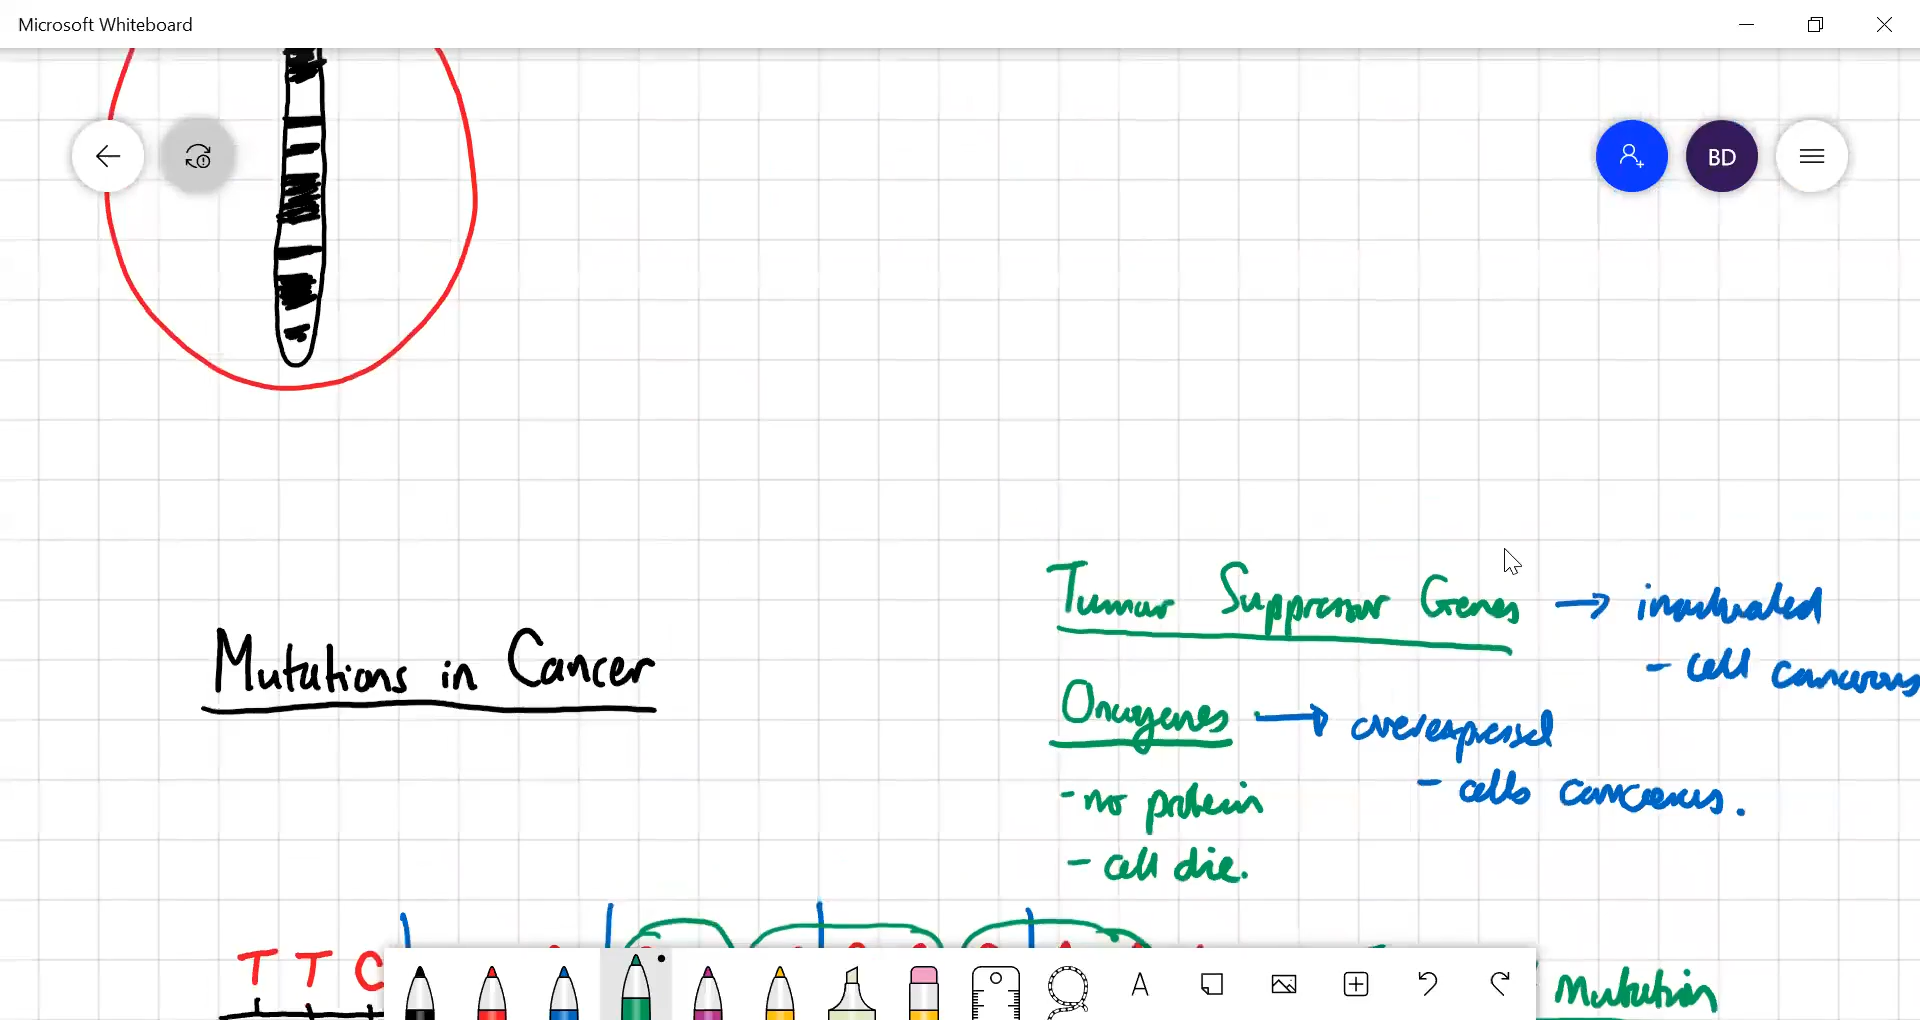 Microsoft Whiteboard
BD
Tumor Suppressor Genes → inactivated
- cell cancerous
Mutations in Cancer
Oncogenes → overexpressed
- cells cancerous.
- no protein
- cell die.
T T C
A
Mutation